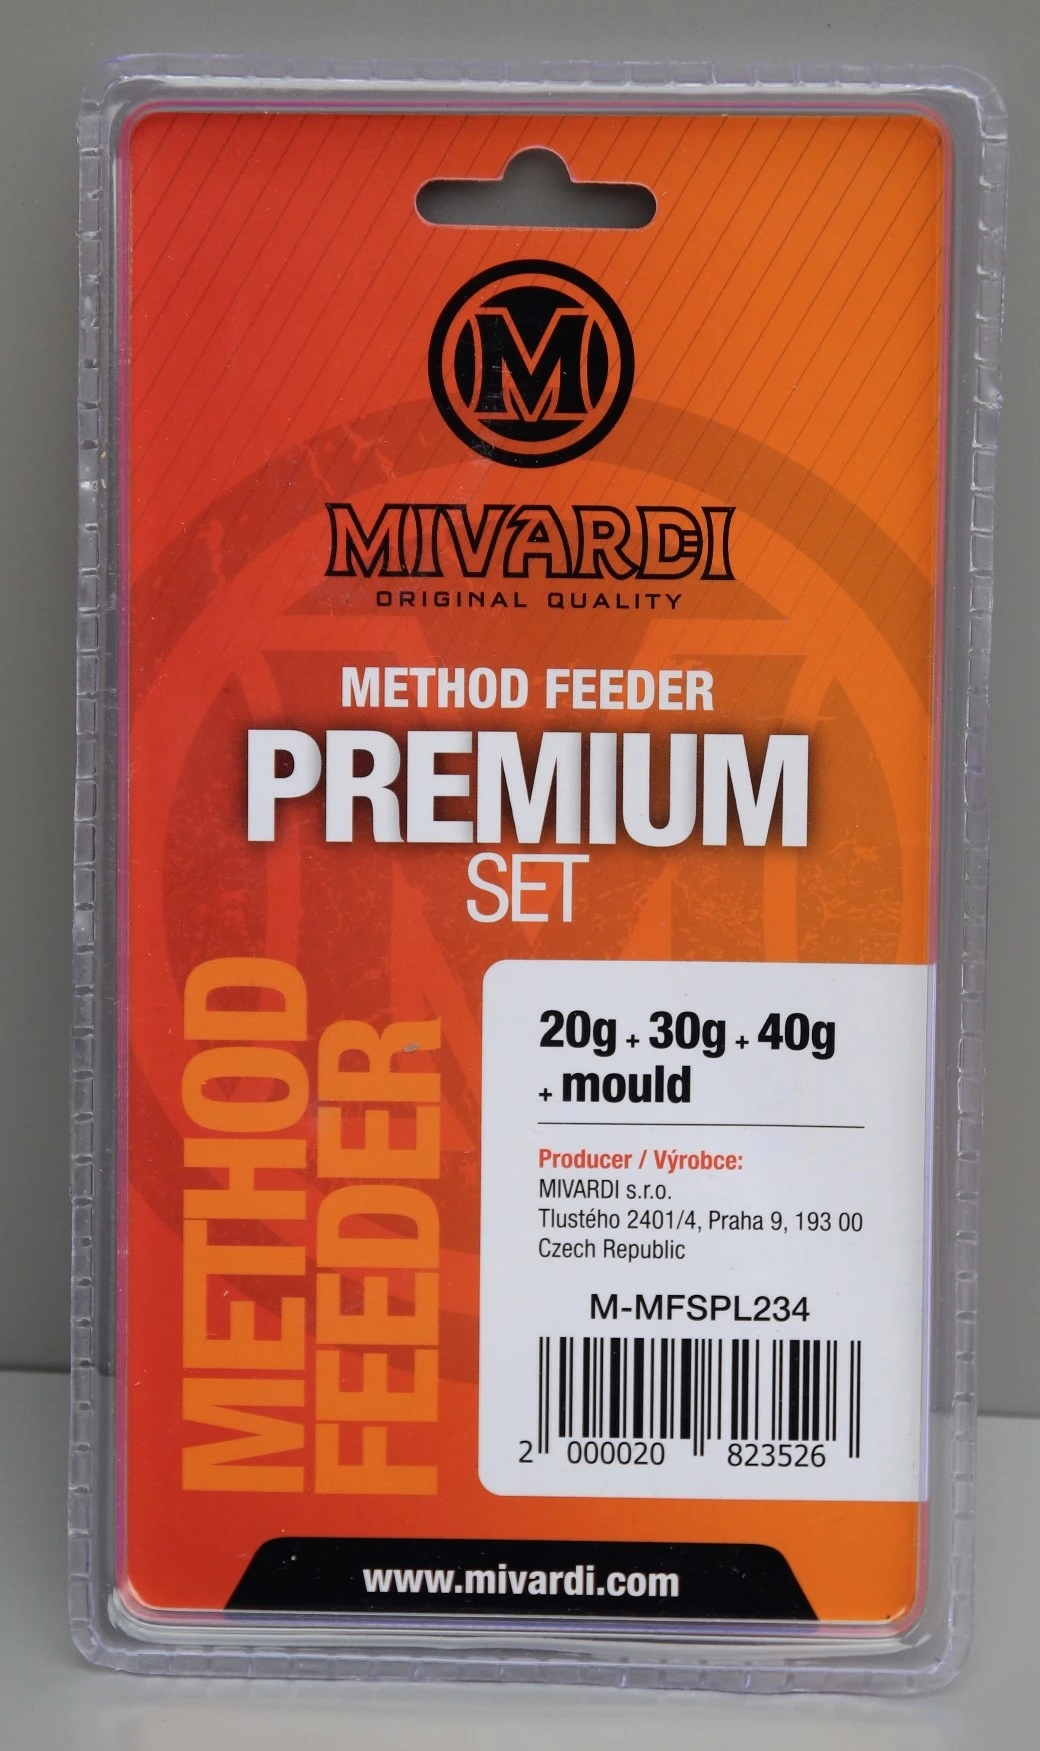 M
MIVARDI
ORIGINAL QUALITY
METHOD FEEDER
PREMIUM
SET
METHOD
FEEDER
20g + 30g + 40g
+ mould
Producer / Výrobce:
MIVARDI s.r.o.
Tlustého 2401/4, Praha 9, 193 00
Czech Republic
M-MFSPL234
2 000020 823526
www.mivardi.com